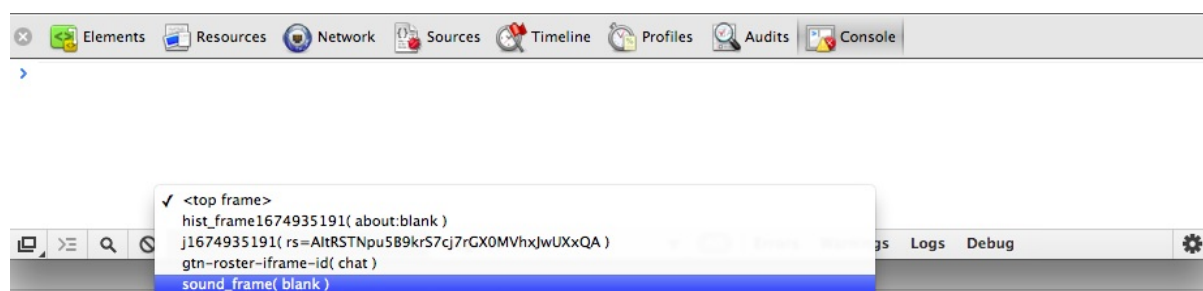 Elements Resources Network Sources Timeline Profiles Audits Console
<top frame>
hist_frame1674935191( about:blank )
j1674935191( rs=AItRSTNpu5B9krS7cj7rGX0MVhxJwUXxQA )
Logs Debug
gtn-roster-iframe-id( chat )
sound_frame( blank )